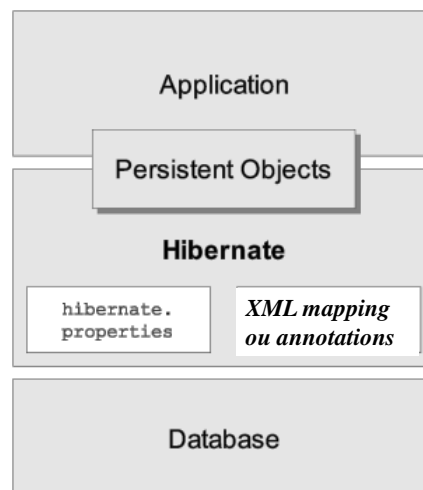 Application
Persistent Objects
Hibernate
hibernate.
properties
XML mapping
ou annotations
Database